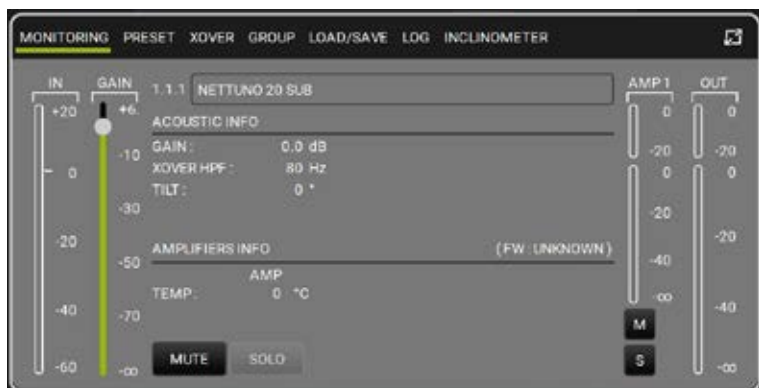 MONITORING PRESET XOVER GROUP LOAD/SAVE LOG INCLINOMETER
IN GAIN 1.1.1 NETTUNO 20 SUB AMP 1 OUT
+20 +6. 0 0
ACOUSTIC INFO
-10 GAIN : 0.0 dB -20 -20
0 XOVER HPF : 80 Hz 0 0
TILT : 0 °
-30 -20
-20 AMPLIFIERS INFO (FW : UNKNOWN) -20
-50 -40
AMP
TEMP: 0 °C -∞
-40 -70 -40
M
MUTE SOLO S
-60 -∞ -∞